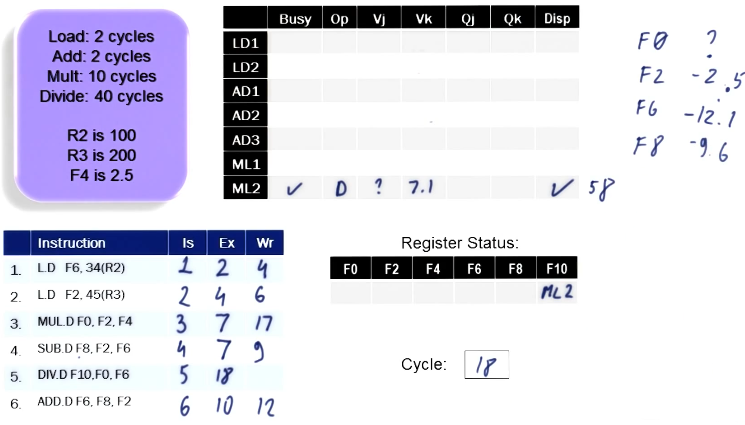 Load: 2 cycles
Add: 2 cycles
Mult: 10 cycles
Divide: 40 cycles
R2 is 100
R3 is 200
F4 is 2.5
Busy Op Vj Vk Qj Qk Disp
LD1
LD2
AD1
AD2
AD3
ML1
ML2 ✓ D ? 7.1 ✓ 58
F0 ?
F2 -2.5
F6 -12.1
F8 -9.6
Instruction Is Ex Wr
1. L.D F6, 34(R2) 1 2 4
2. L.D F2, 45(R3) 2 4 6
3. MUL.D F0, F2, F4 3 7 17
4. SUB.D F8, F2, F6 4 7 9
5. DIV.D F10,F0, F6 5 18
6. ADD.D F6, F8, F2 6 10 12
Register Status:
F0 F2 F4 F6 F8 F10
ML2
Cycle: 18